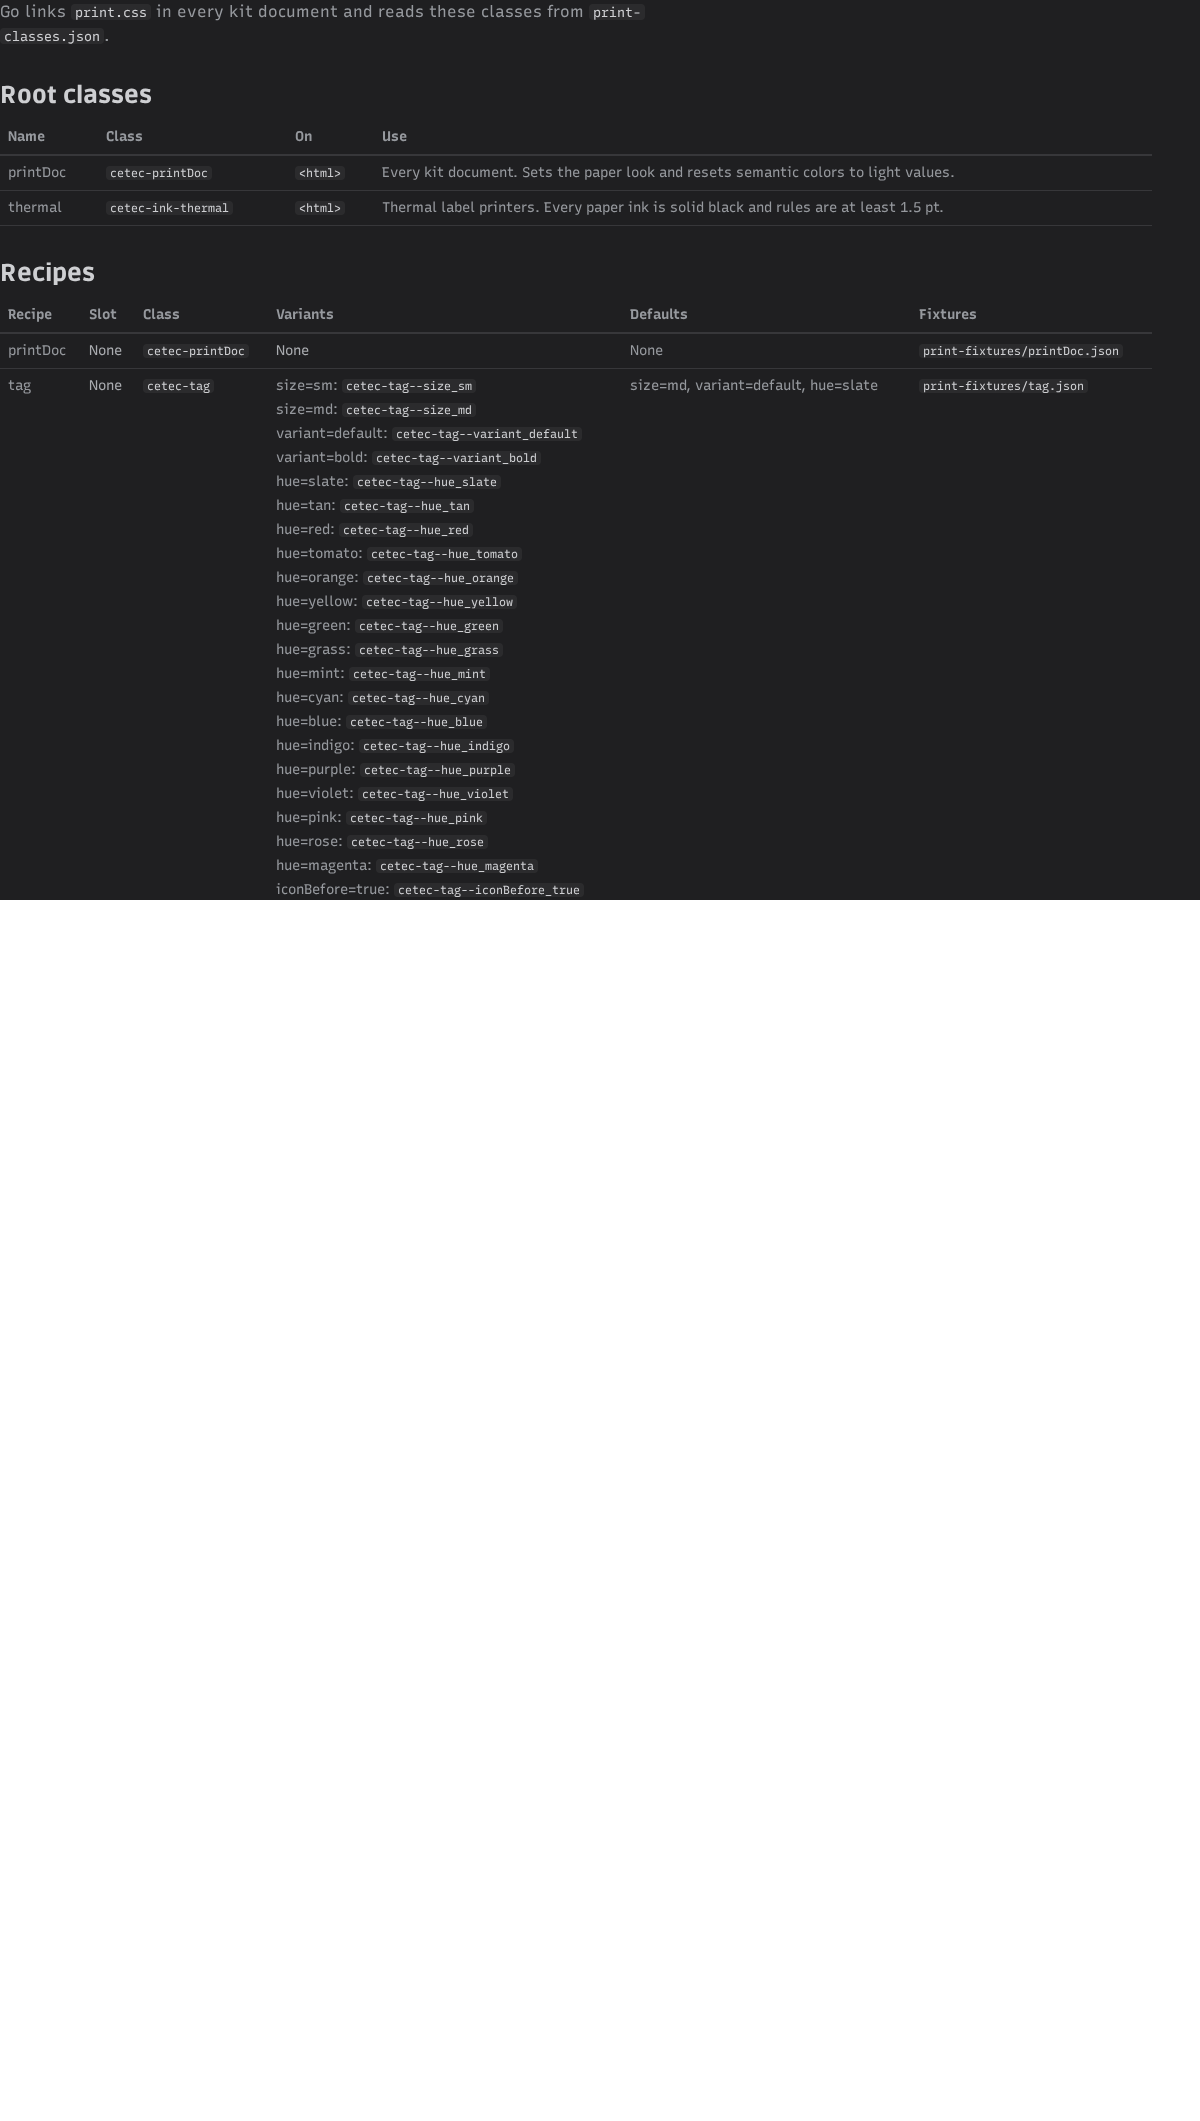 Go links print.css in every kit document and reads these classes from print-
classes.json.
Root classes
Name Class On Use
printDoc cetec-printDoc <html> Every kit document. Sets the paper look and resets semantic colors to light values.
thermal cetec-ink-thermal <html> Thermal label printers. Every paper ink is solid black and rules are at least 1.5 pt.
Recipes
Recipe Slot Class Variants Defaults Fixtures
printDoc None cetec-printDoc None None print-fixtures/printDoc.json
tag None cetec-tag size=sm: cetec-tag--size_sm size=md, variant=default, hue=slate print-fixtures/tag.json
size=md: cetec-tag--size_md
variant=default: cetec-tag--variant_default
variant=bold: cetec-tag--variant_bold
hue=slate: cetec-tag--hue_slate
hue=tan: cetec-tag--hue_tan
hue=red: cetec-tag--hue_red
hue=tomato: cetec-tag--hue_tomato
hue=orange: cetec-tag--hue_orange
hue=yellow: cetec-tag--hue_yellow
hue=green: cetec-tag--hue_green
hue=grass: cetec-tag--hue_grass
hue=mint: cetec-tag--hue_mint
hue=cyan: cetec-tag--hue_cyan
hue=blue: cetec-tag--hue_blue
hue=indigo: cetec-tag--hue_indigo
hue=purple: cetec-tag--hue_purple
hue=violet: cetec-tag--hue_violet
hue=pink: cetec-tag--hue_pink
hue=rose: cetec-tag--hue_rose
hue=magenta: cetec-tag--hue_magenta
iconBefore=true: cetec-tag--iconBefore_true